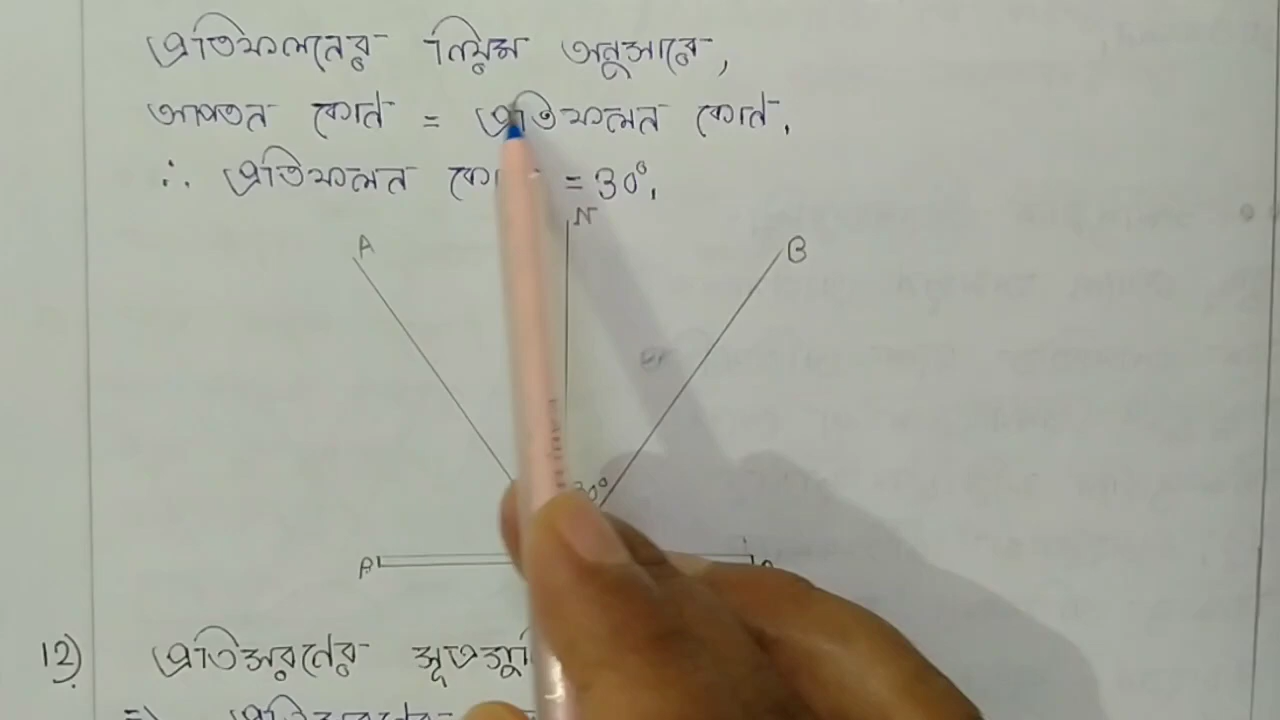 প্রতিফলনের নিয়ম অনুসারে,
আপতন কোণ = প্রতিফলন কোণ,
∴ প্রতিফলন = 30°,
N
A
B
30°
P
12) প্রতিসরণের
=)